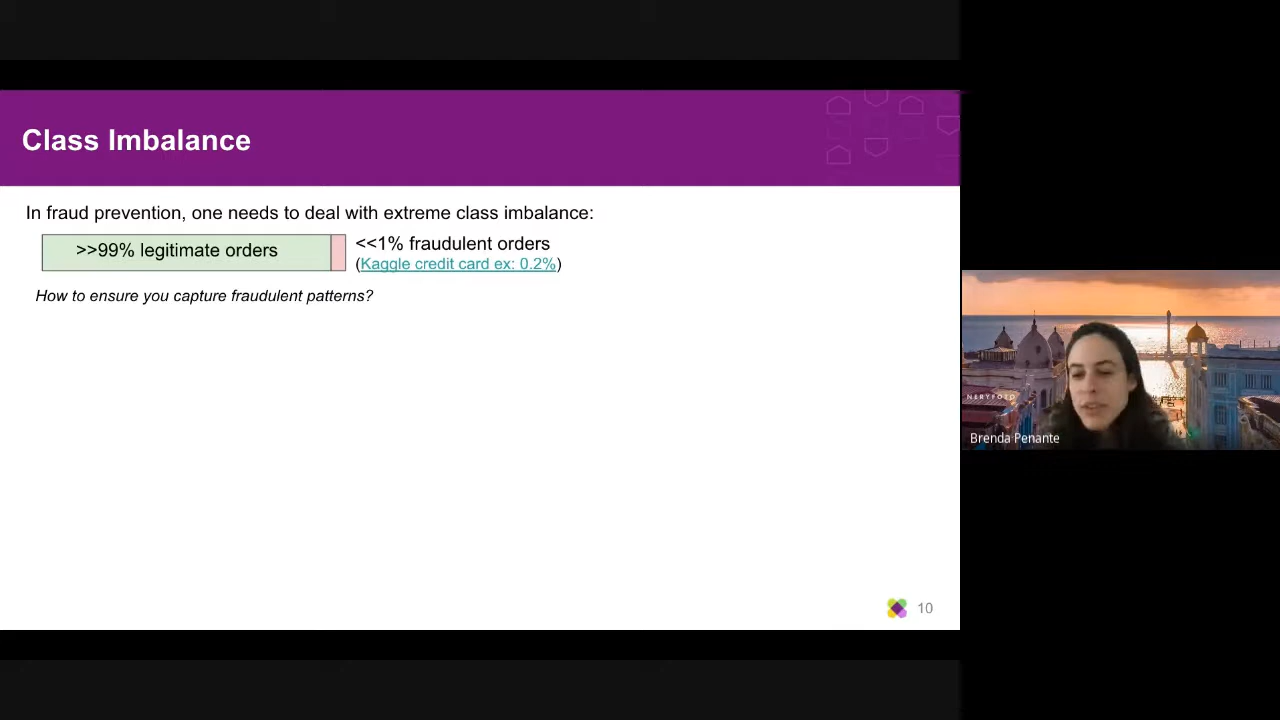 Class Imbalance
In fraud prevention, one needs to deal with extreme class imbalance:
>>99% legitimate orders
<<1% fraudulent orders
(Kaggle credit card ex: 0.2%)
How to ensure you capture fraudulent patterns?
NERYFOTO
Brenda Penante
10